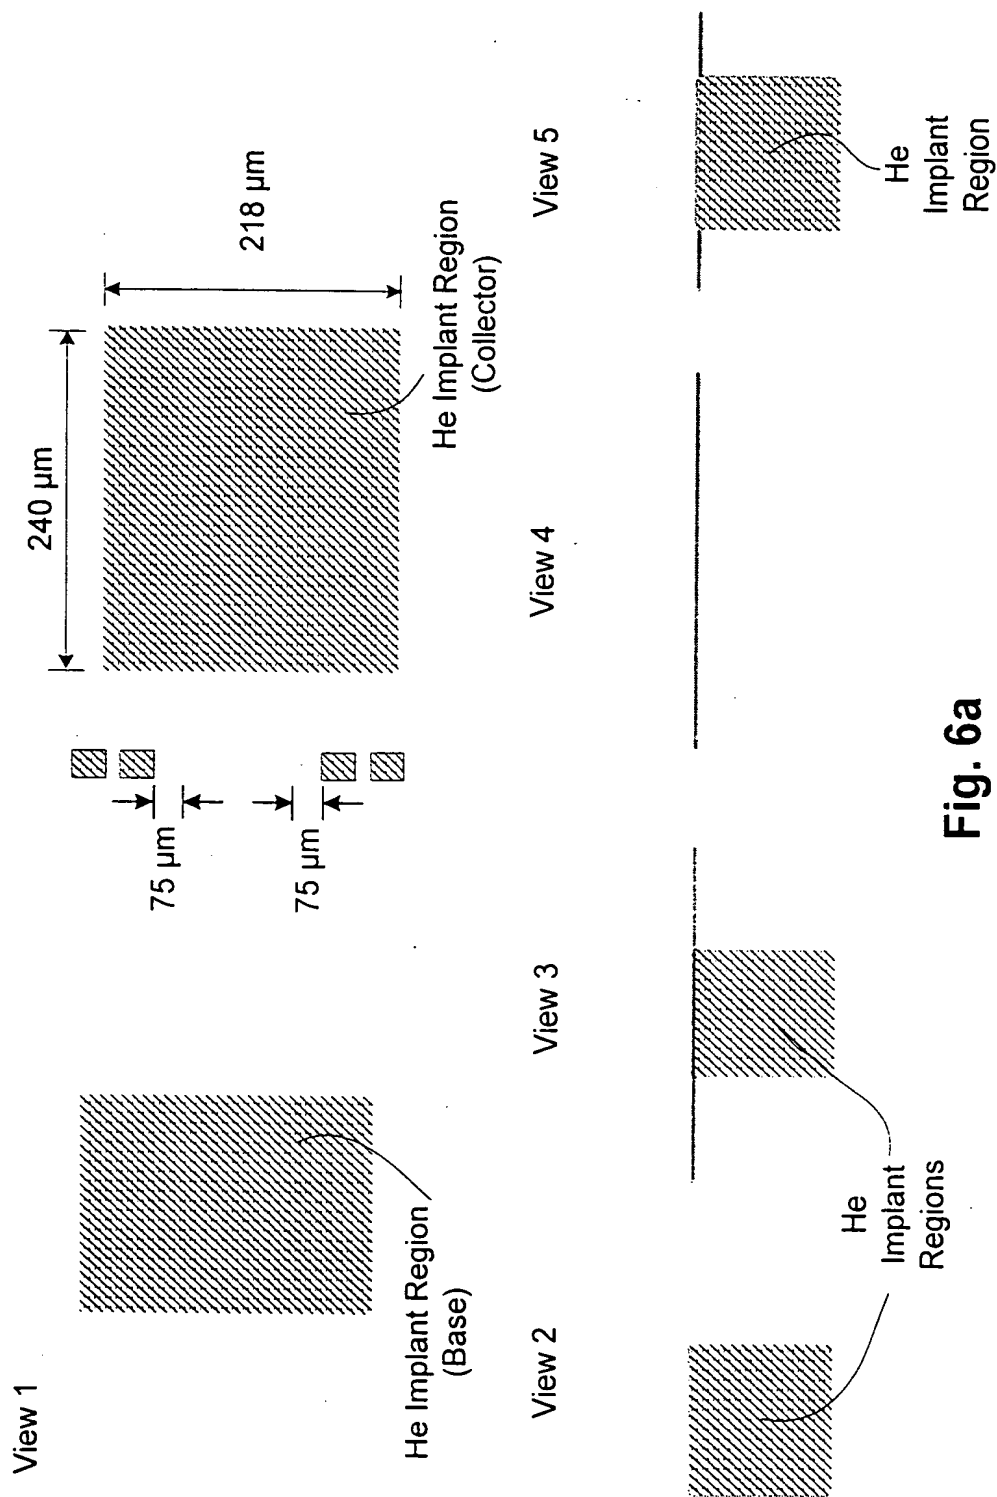 View 1
240 µm
218 µm
75 µm
75 µm
He Implant Region
(Base)
He Implant Region
(Collector)
View 2
View 3
View 4
View 5
He
Implant
Regions
He
Implant
Region
Fig. 6a